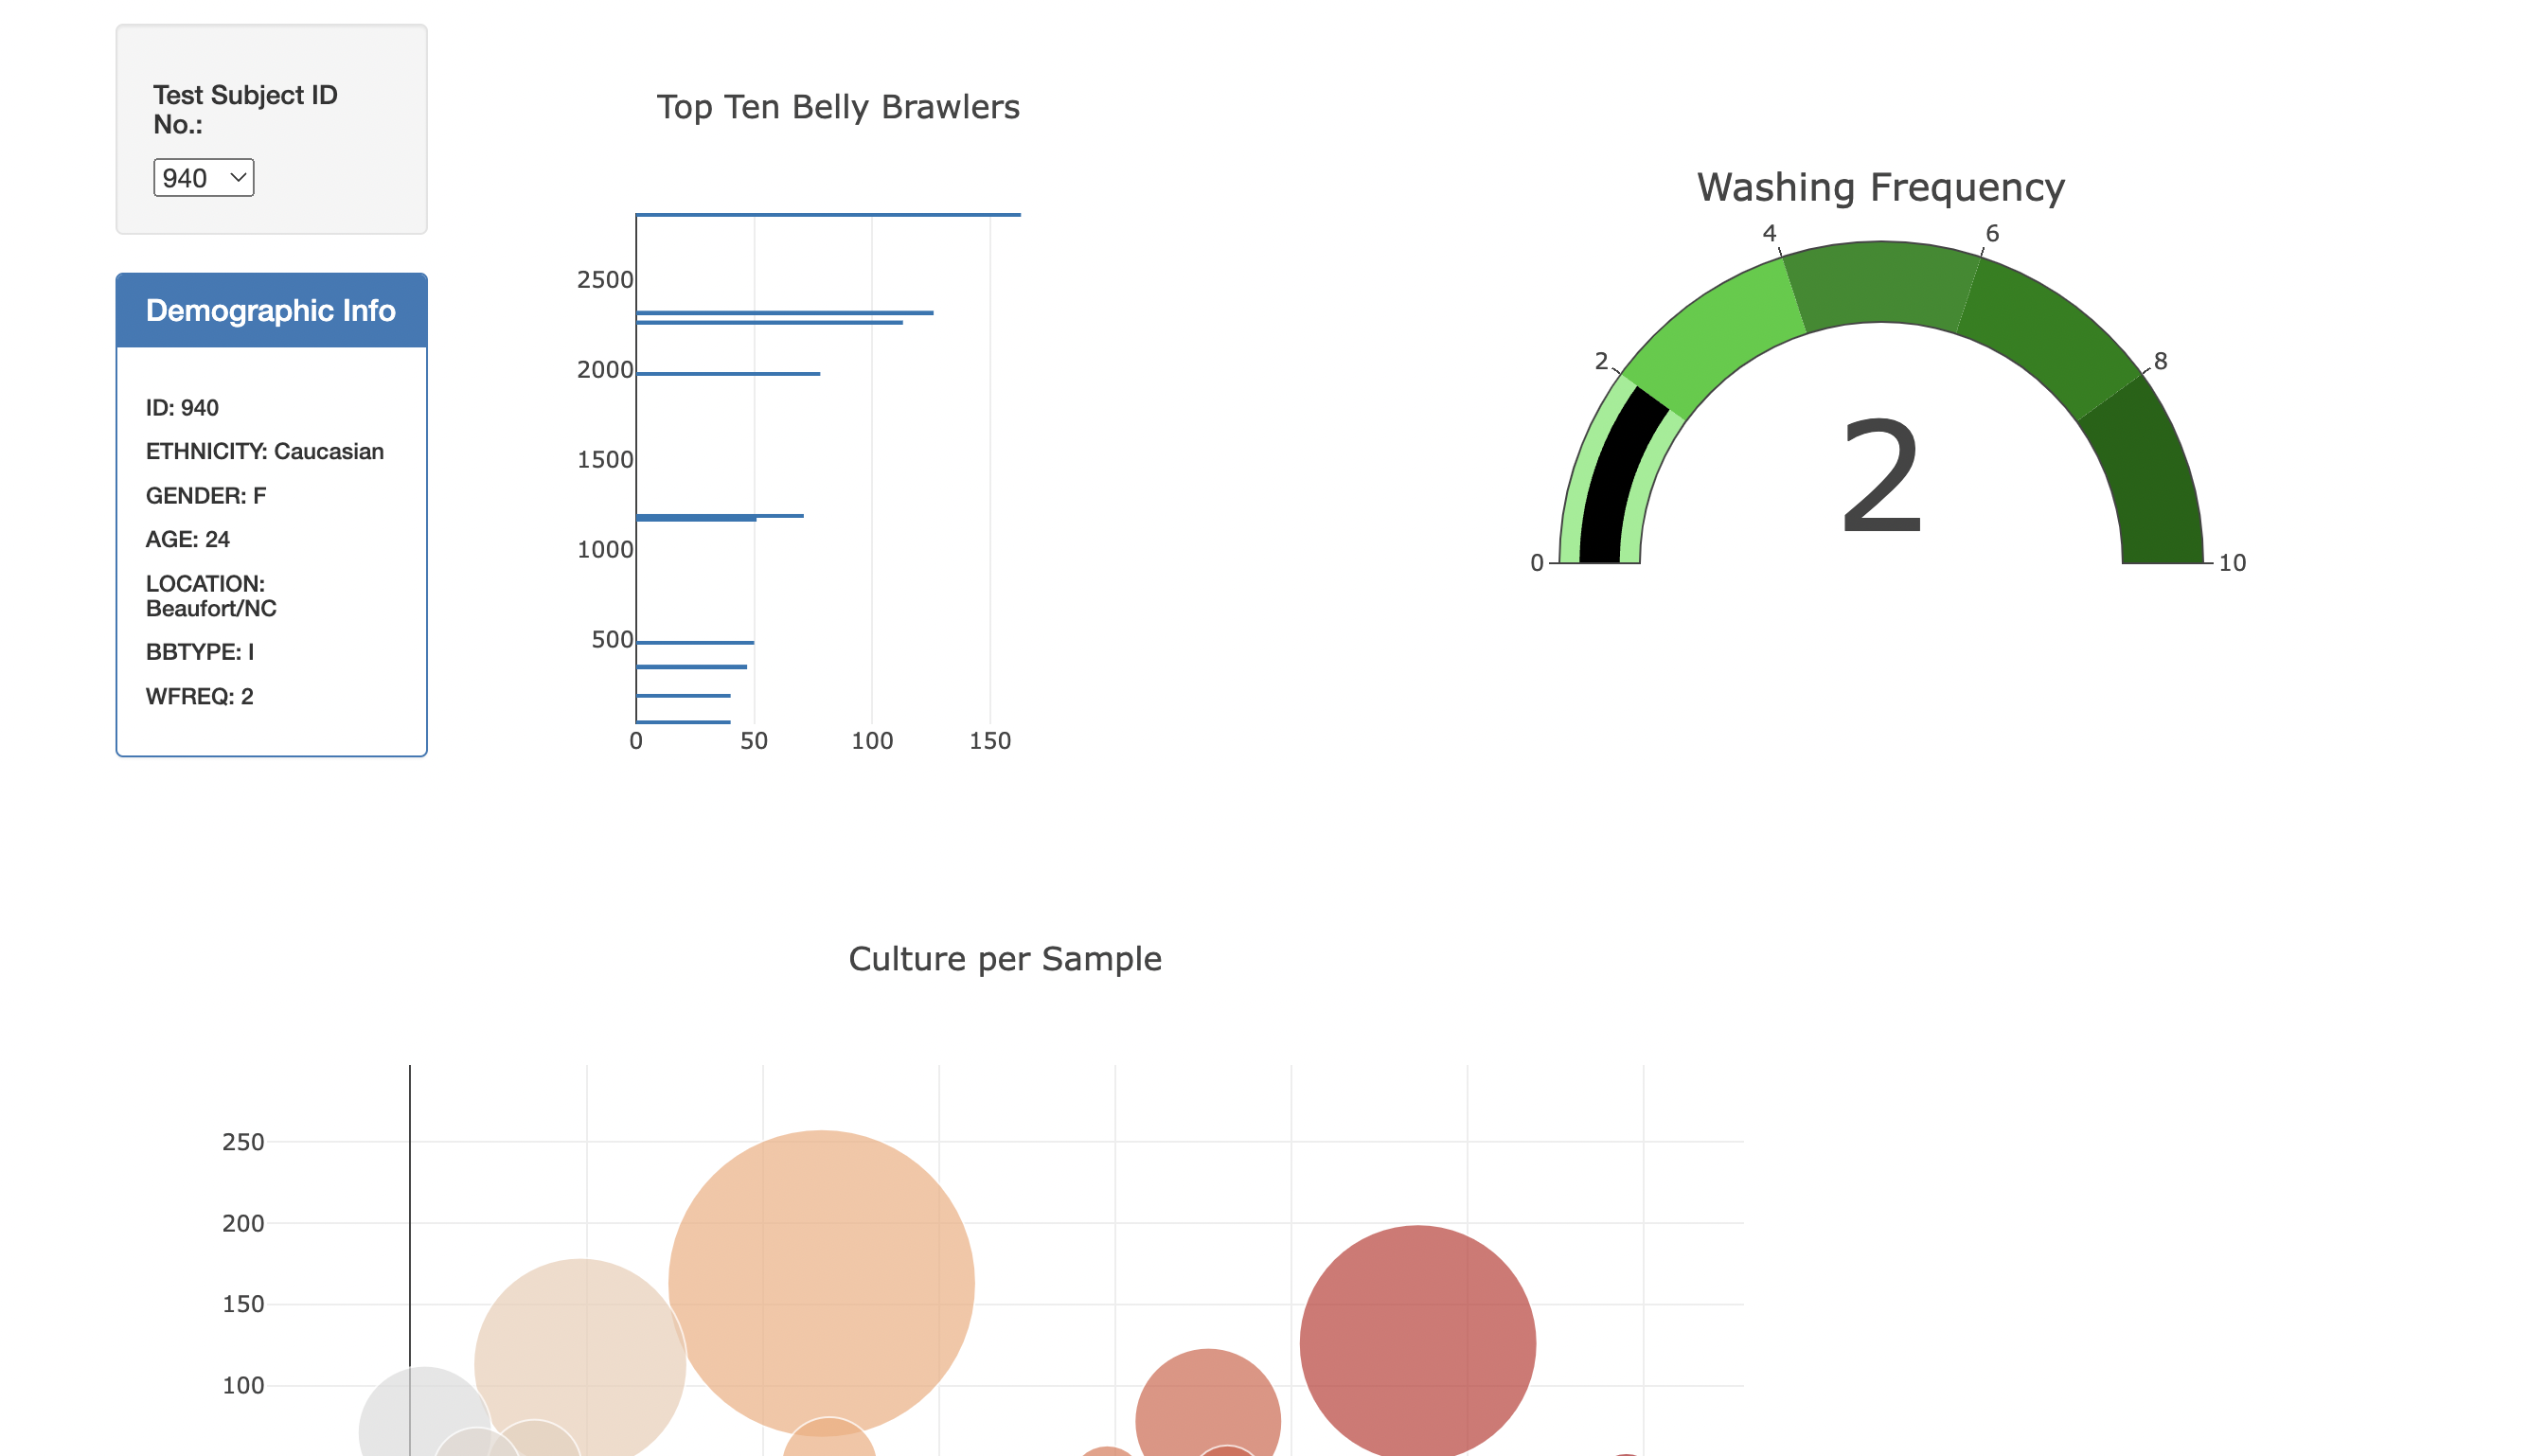 Test Subject ID
No.:
940
Demographic Info
ID: 940
ETHNICITY: Caucasian
GENDER: F
AGE: 24
LOCATION:
Beaufort/NC
BBTYPE: I
WFREQ: 2
Top Ten Belly Brawlers
2500
2000
1500
1000
500
0 50 100 150
Washing Frequency
0
2
4
6
8
10
2
Culture per Sample
250
200
150
100